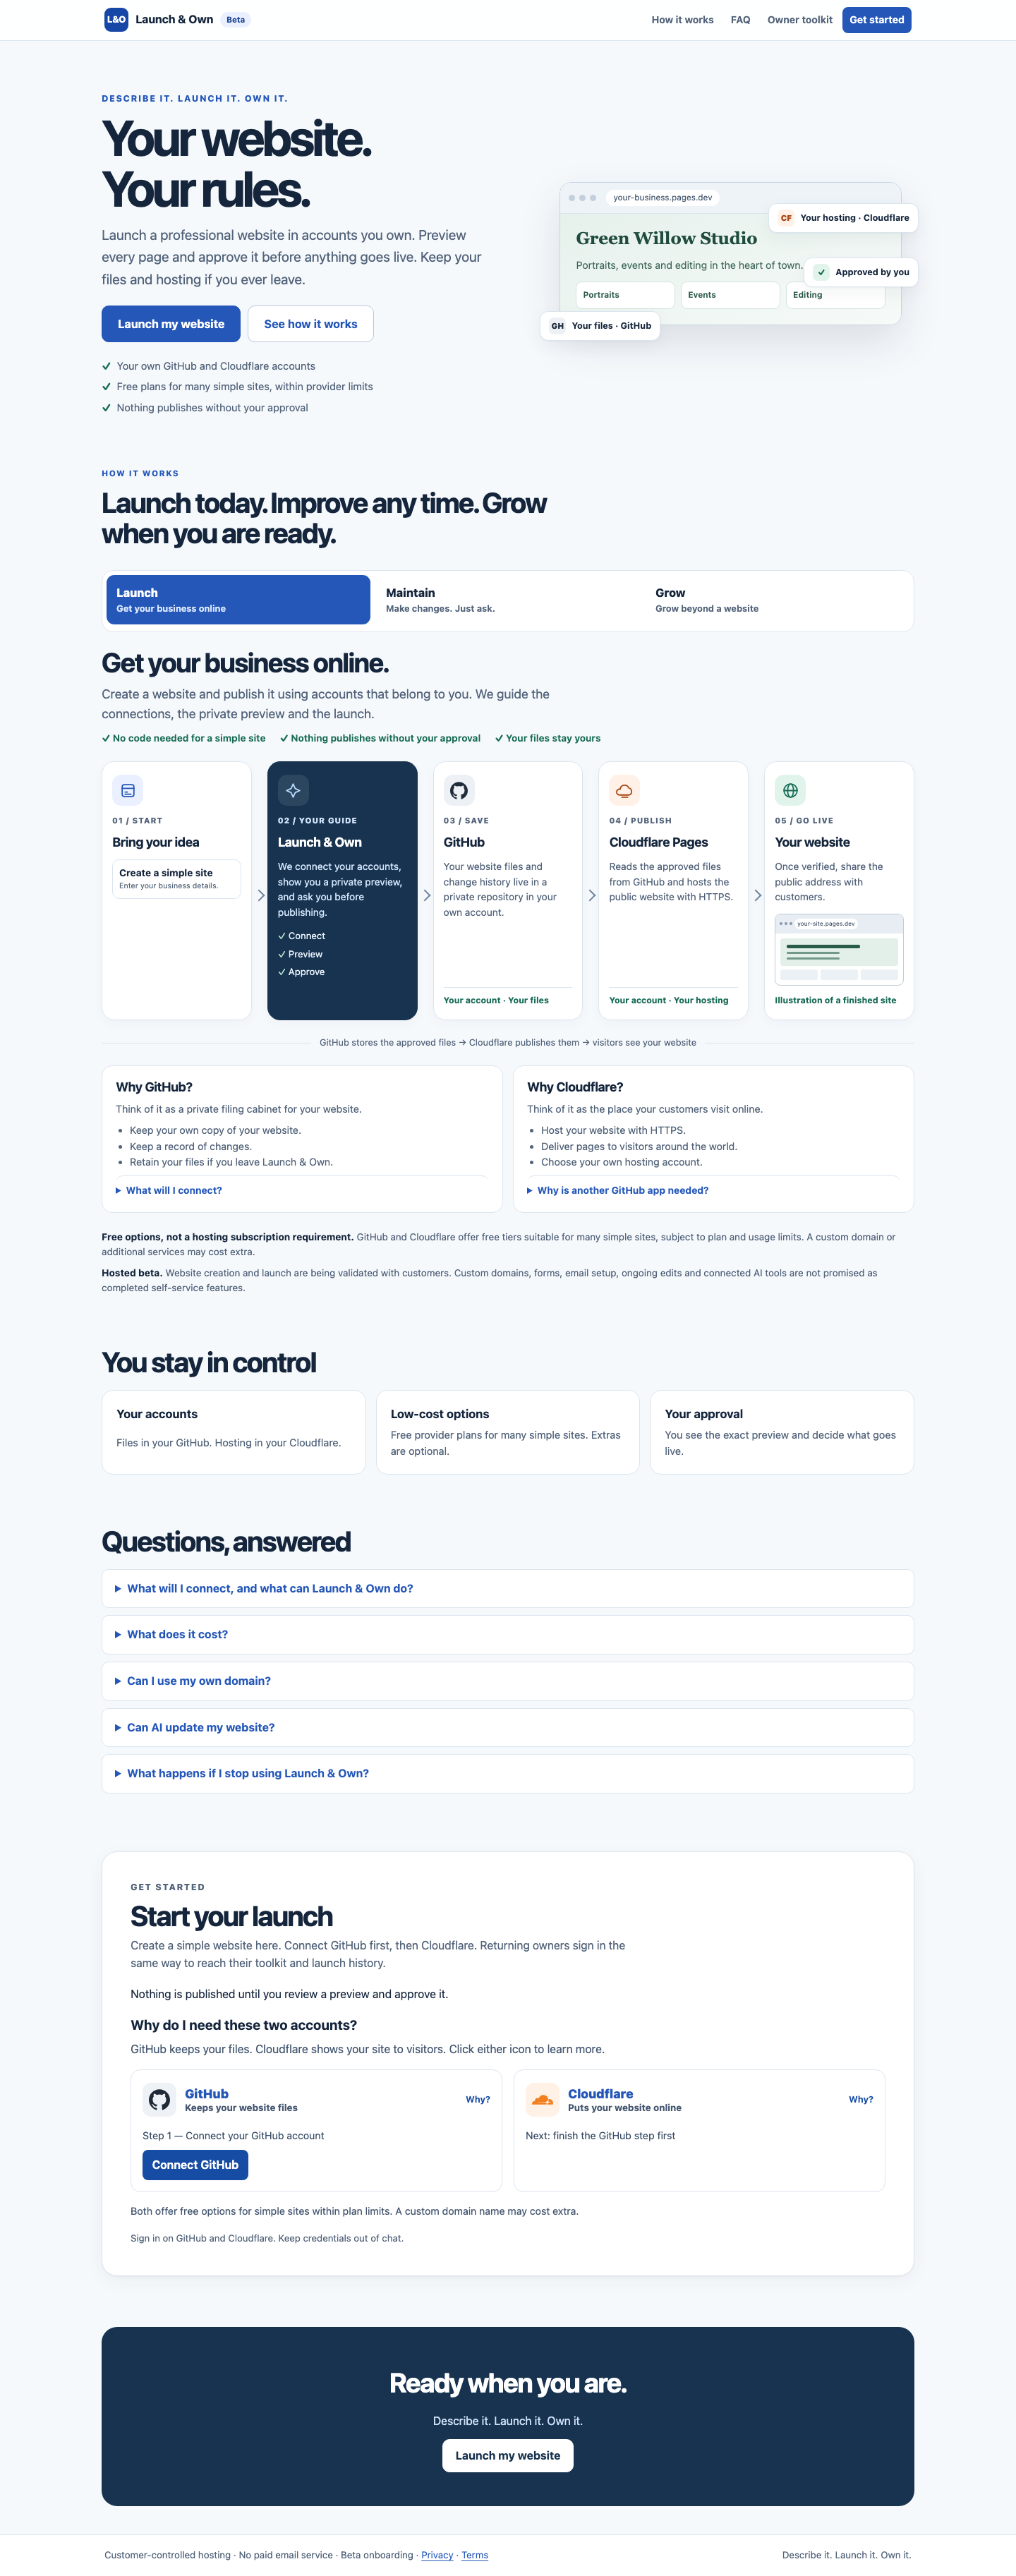 L&O Launch & Own Beta
How it works FAQ Owner toolkit Get started
DESCRIBE IT. LAUNCH IT. OWN IT.
Your website.
Your rules.
Launch a professional website in accounts you own. Preview
every page and approve it before anything goes live. Keep your
files and hosting if you ever leave.
Launch my website See how it works
Your own GitHub and Cloudflare accounts
Free plans for many simple sites, within provider limits
Nothing publishes without your approval
your-business.pages.dev
CF Your hosting · Cloudflare
Green Willow Studio
Portraits, events and editing in the heart of town.
✓ Approved by you
Portraits Events Editing
GH Your files · GitHub
HOW IT WORKS
Launch today. Improve any time. Grow
when you are ready.
Launch
Get your business online
Maintain
Make changes. Just ask.
Grow
Grow beyond a website
Get your business online.
Create a website and publish it using accounts that belong to you. We guide the
connections, the private preview and the launch.
✓ No code needed for a simple site ✓ Nothing publishes without your approval ✓ Your files stay yours
01 / START
Bring your idea
Create a simple site
Enter your business details.
02 / YOUR GUIDE
Launch & Own
We connect your accounts,
show you a private preview,
and ask you before
publishing.
✓ Connect
✓ Preview
✓ Approve
03 / SAVE
GitHub
Your website files and
change history live in a
private repository in your
own account.
Your account · Your files
04 / PUBLISH
Cloudflare Pages
Reads the approved files
from GitHub and hosts the
public website with HTTPS.
Your account · Your hosting
05 / GO LIVE
Your website
Once verified, share the
public address with
customers.
your-site.pages.dev
Illustration of a finished site
GitHub stores the approved files → Cloudflare publishes them → visitors see your website
Why GitHub?
Think of it as a private filing cabinet for your website.
• Keep your own copy of your website.
• Keep a record of changes.
• Retain your files if you leave Launch & Own.
▶ What will I connect?
Why Cloudflare?
Think of it as the place your customers visit online.
• Host your website with HTTPS.
• Deliver pages to visitors around the world.
• Choose your own hosting account.
▶ Why is another GitHub app needed?
Free options, not a hosting subscription requirement. GitHub and Cloudflare offer free tiers suitable for many simple sites, subject to plan and usage limits. A custom domain or
additional services may cost extra.
Hosted beta. Website creation and launch are being validated with customers. Custom domains, forms, email setup, ongoing edits and connected AI tools are not promised as
completed self-service features.
You stay in control
Your accounts
Files in your GitHub. Hosting in your Cloudflare.
Low-cost options
Free provider plans for many simple sites. Extras
are optional.
Your approval
You see the exact preview and decide what goes
live.
Questions, answered
▶ What will I connect, and what can Launch & Own do?
▶ What does it cost?
▶ Can I use my own domain?
▶ Can AI update my website?
▶ What happens if I stop using Launch & Own?
GET STARTED
Start your launch
Create a simple website here. Connect GitHub first, then Cloudflare. Returning owners sign in the
same way to reach their toolkit and launch history.
Nothing is published until you review a preview and approve it.
Why do I need these two accounts?
GitHub keeps your files. Cloudflare shows your site to visitors. Click either icon to learn more.
GitHub
Keeps your website files
Why?
Step 1 — Connect your GitHub account
Connect GitHub
Cloudflare
Puts your website online
Why?
Next: finish the GitHub step first
Both offer free options for simple sites within plan limits. A custom domain name may cost extra.
Sign in on GitHub and Cloudflare. Keep credentials out of chat.
Ready when you are.
Describe it. Launch it. Own it.
Launch my website
Customer-controlled hosting · No paid email service · Beta onboarding · Privacy · Terms
Describe it. Launch it. Own it.